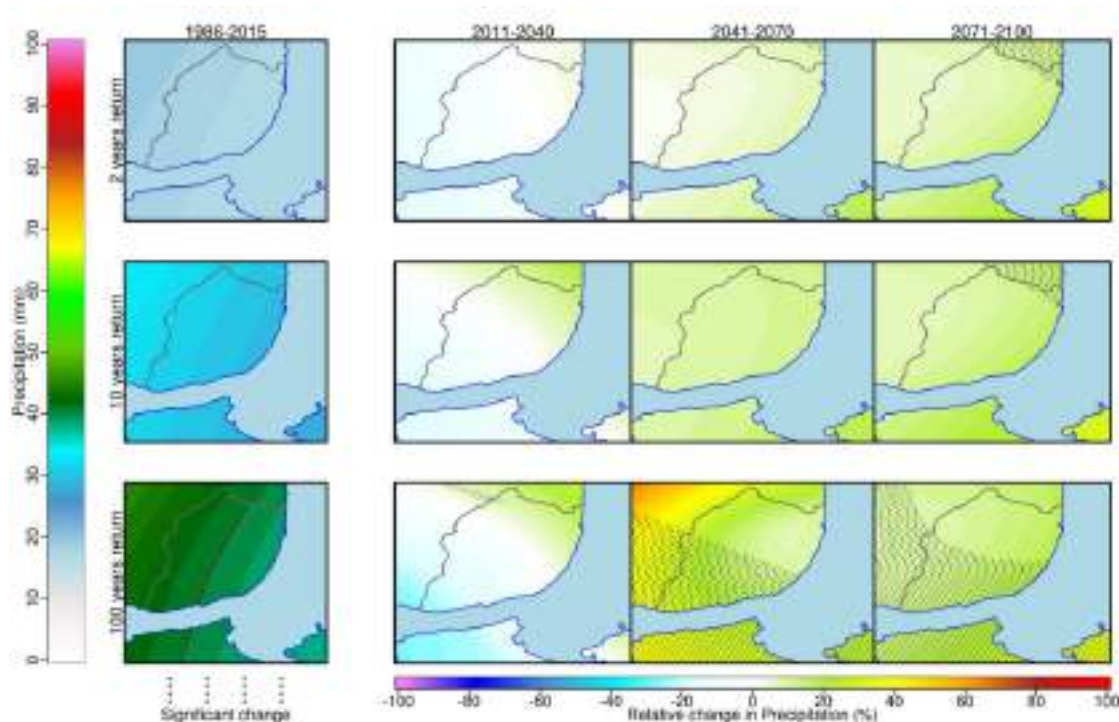 1986-2015
2011-2040
2041-2070
2071-2100
Precipitation (mm)
0 10 20 30 40 50 60 70 80 90 100
2 years return
10 years return
100 years return
Significant change
-100 -80 -60 -40 -20 0 20 40 60 80 100
Relative change in Precipitation (%)